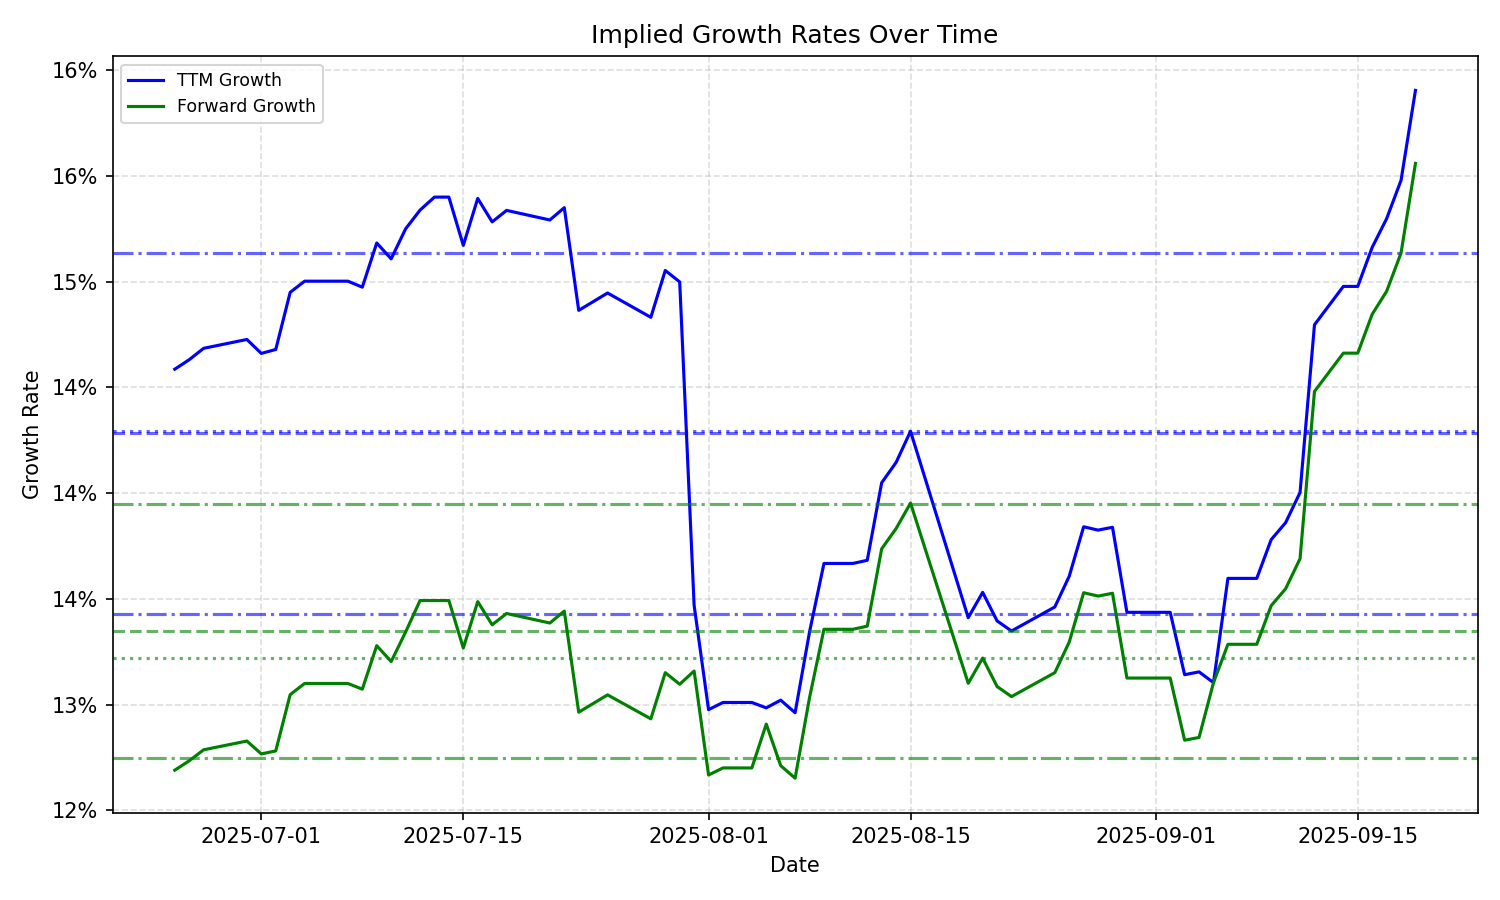 Implied Growth Rates Over Time
TTM Growth
Forward Growth
Growth Rate
16%
16%
15%
14%
14%
14%
13%
12%
2025-07-01
2025-07-15
2025-08-01
2025-08-15
2025-09-01
2025-09-15
Date